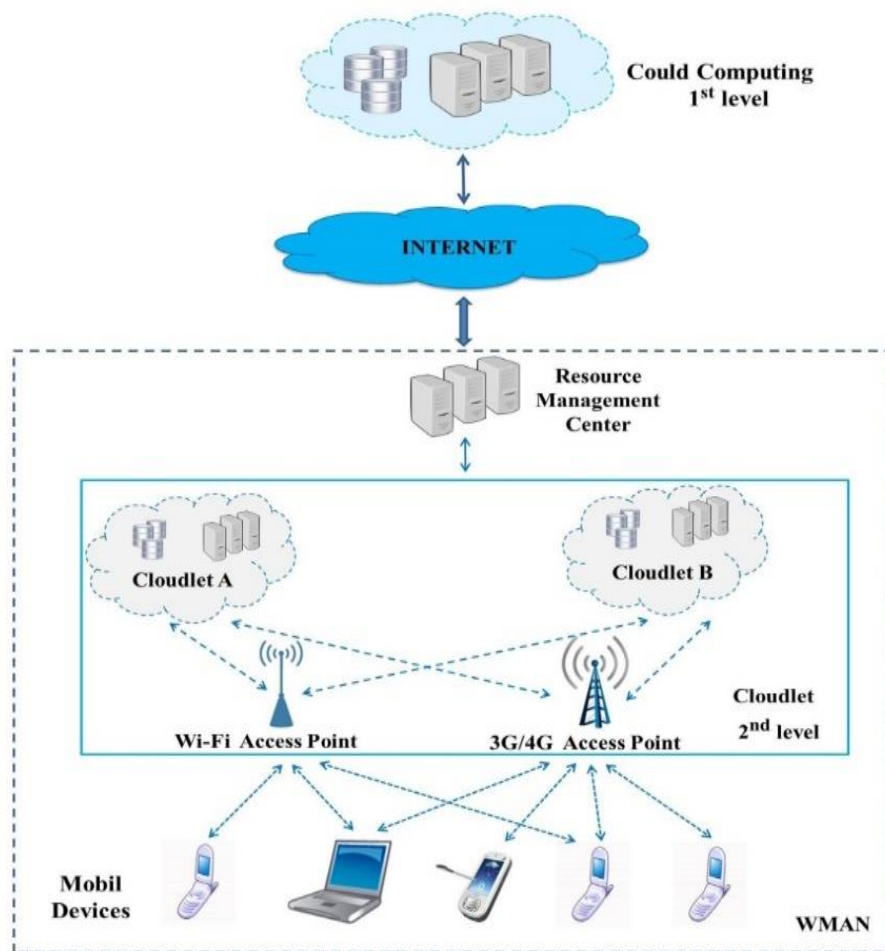 Could Computing
1st level
INTERNET
Resource
Management
Center
Cloudlet A
Cloudlet B
Wi-Fi Access Point
3G/4G Access Point
Cloudlet
2nd level
Mobil
Devices
WMAN